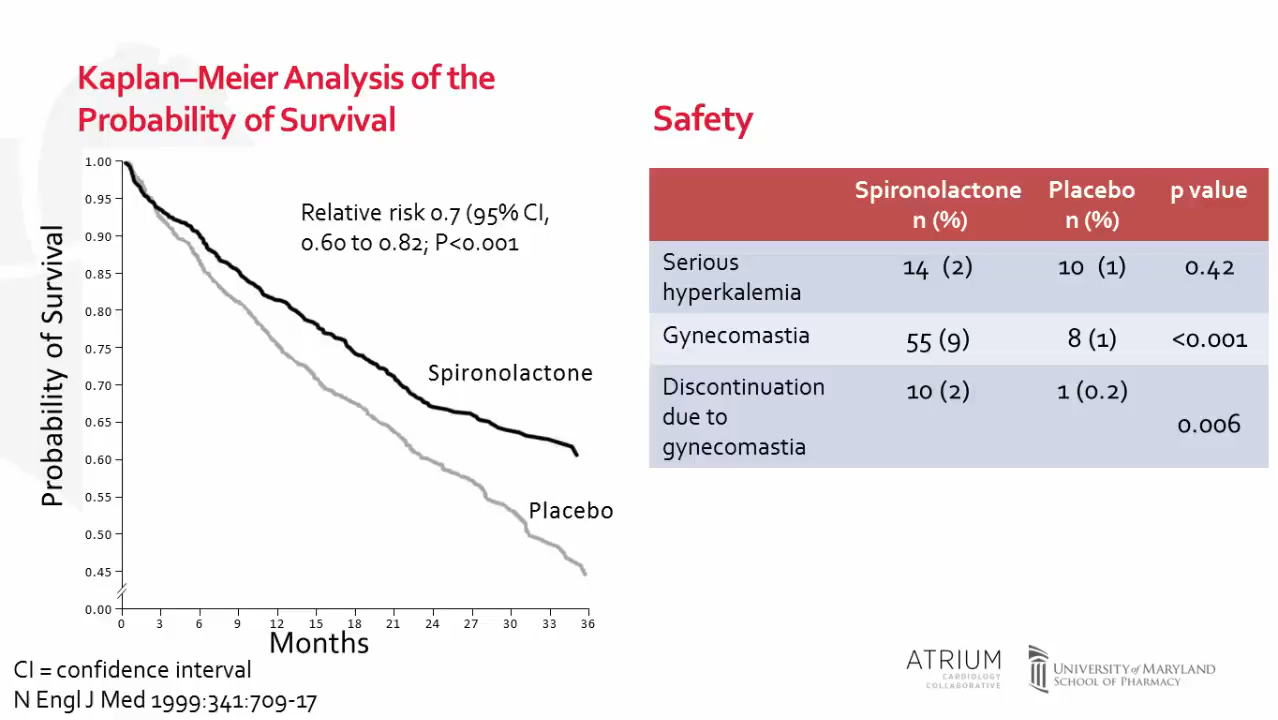 Kaplan–Meier Analysis of the
Probability of Survival
Probability of Survival
1.00
0.95
0.90
0.85
0.80
0.75
0.70
0.65
0.60
0.55
0.50
0.45
0.00
Relative risk 0.7 (95% CI,
0.60 to 0.82; P<0.001
Spironolactone
Placebo
0 3 6 9 12 15 18 21 24 27 30 33 36
Months
CI = confidence interval
N Engl J Med 1999:341:709-17
Safety
Spironolactone Placebo p value
n (%) n (%)
Serious
hyperkalemia 14 (2) 10 (1) 0.42
Gynecomastia 55 (9) 8 (1) <0.001
Discontinuation 10 (2) 1 (0.2)
due to 0.006
gynecomastia
ATRIUM
CARDIOLOGY
COLLABORATIVE
UNIVERSITY of MARYLAND
SCHOOL OF PHARMACY